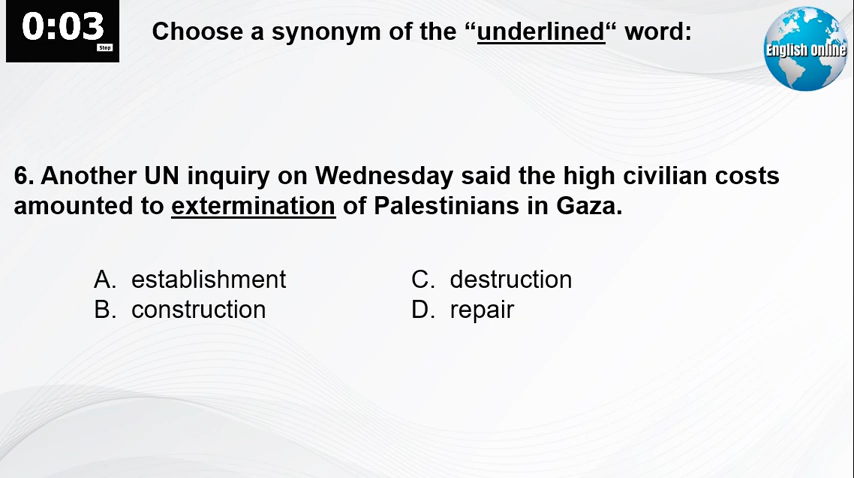 0:03
Stop
Choose a synonym of the “underlined“ word:
English Online
6. Another UN inquiry on Wednesday said the high civilian costs
amounted to extermination of Palestinians in Gaza.
A. establishment
B. construction
C. destruction
D. repair